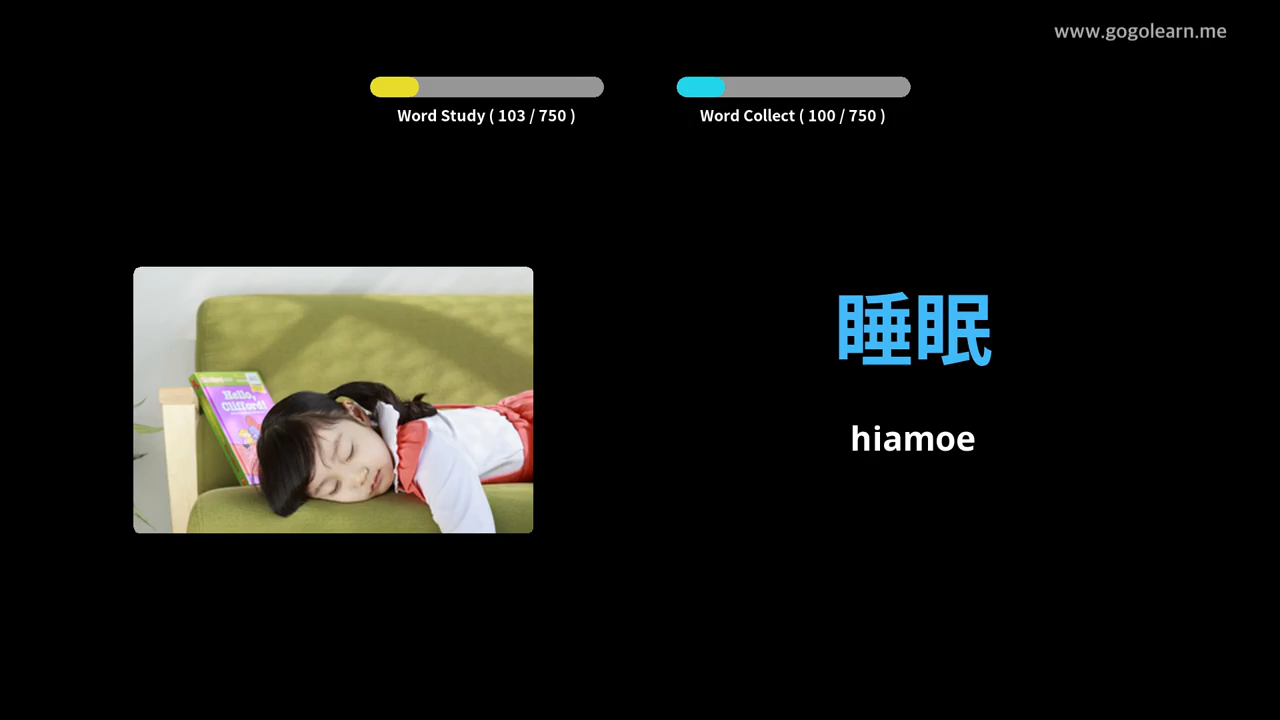 www.gogolearn.me
Word Study ( 103 / 750 )
Word Collect ( 100 / 750 )
Hello,
Clifford!
睡眠
hiamoe